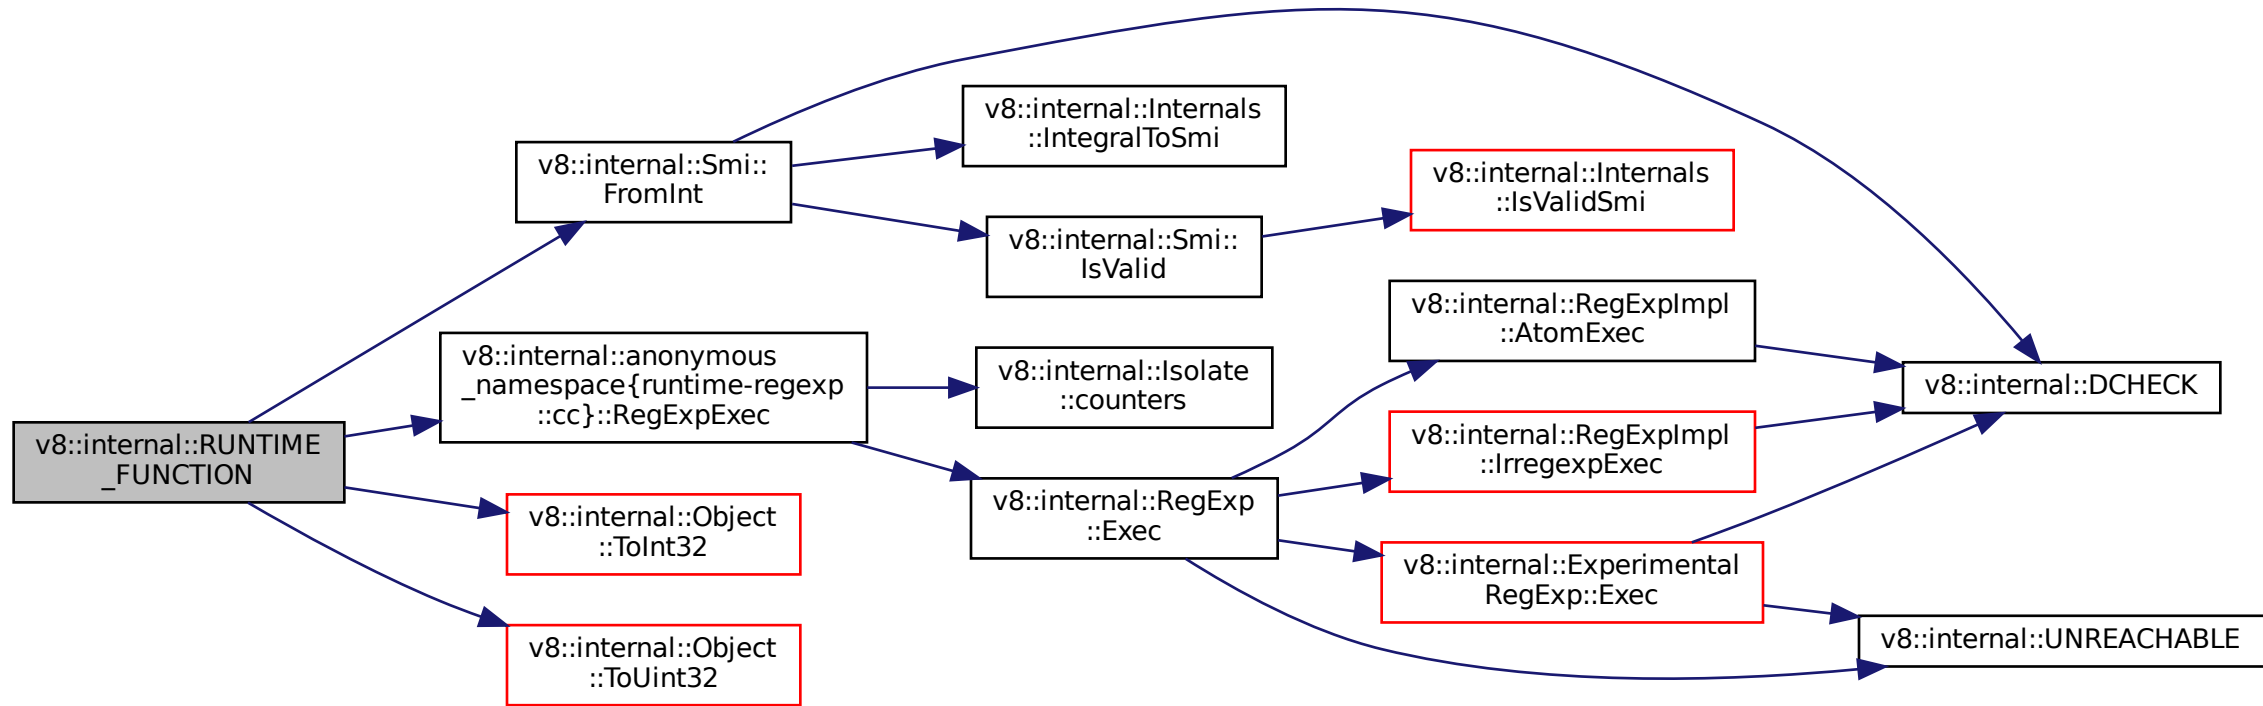 v8::internal::RUNTIME
_FUNCTION
v8::internal::Smi::
FromInt
v8::internal::anonymous
_namespace{runtime-regexp
::cc}::RegExpExec
v8::internal::Object
::ToInt32
v8::internal::Object
::ToUint32
v8::internal::Internals
::IntegralToSmi
v8::internal::Smi::
IsValid
v8::internal::Isolate
::counters
v8::internal::RegExp
::Exec
v8::internal::Internals
::IsValidSmi
v8::internal::RegExpImpl
::AtomExec
v8::internal::RegExpImpl
::IrregexpExec
v8::internal::Experimental
RegExp::Exec
v8::internal::DCHECK
v8::internal::UNREACHABLE